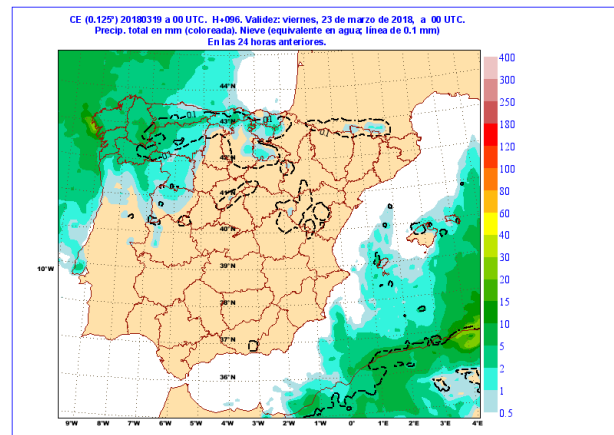 CE (0.125°) 20180319 a 00 UTC. H+096. Validez: viernes, 23 de marzo de 2018, a 00 UTC.
Precip. total en mm (coloreada). Nieve (equivalente en agua; línea de 0.1 mm)
En las 24 horas anteriores.
44°N
43°N
42°N
41°N
40°N
39°N
38°N
37°N
36°N
10°W
9°W 8°W 7°W 6°W 5°W 4°W 3°W 2°W 1°W 0° 1°E 2°E 3°E 4°E
400
300
250
180
120
100
80
60
40
30
20
15
10
5
2
1
0.5